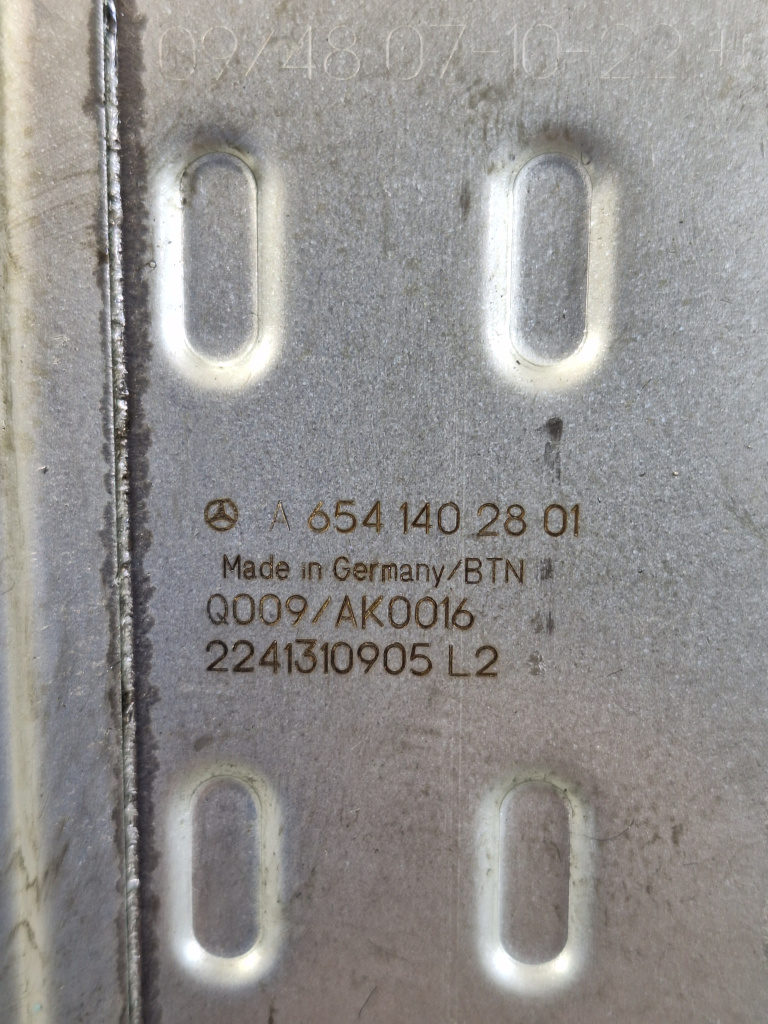 09/48 07-10-22
A 654 140 28 01
Made in Germany/BTN
Q009/AK0016
2241310905 L2